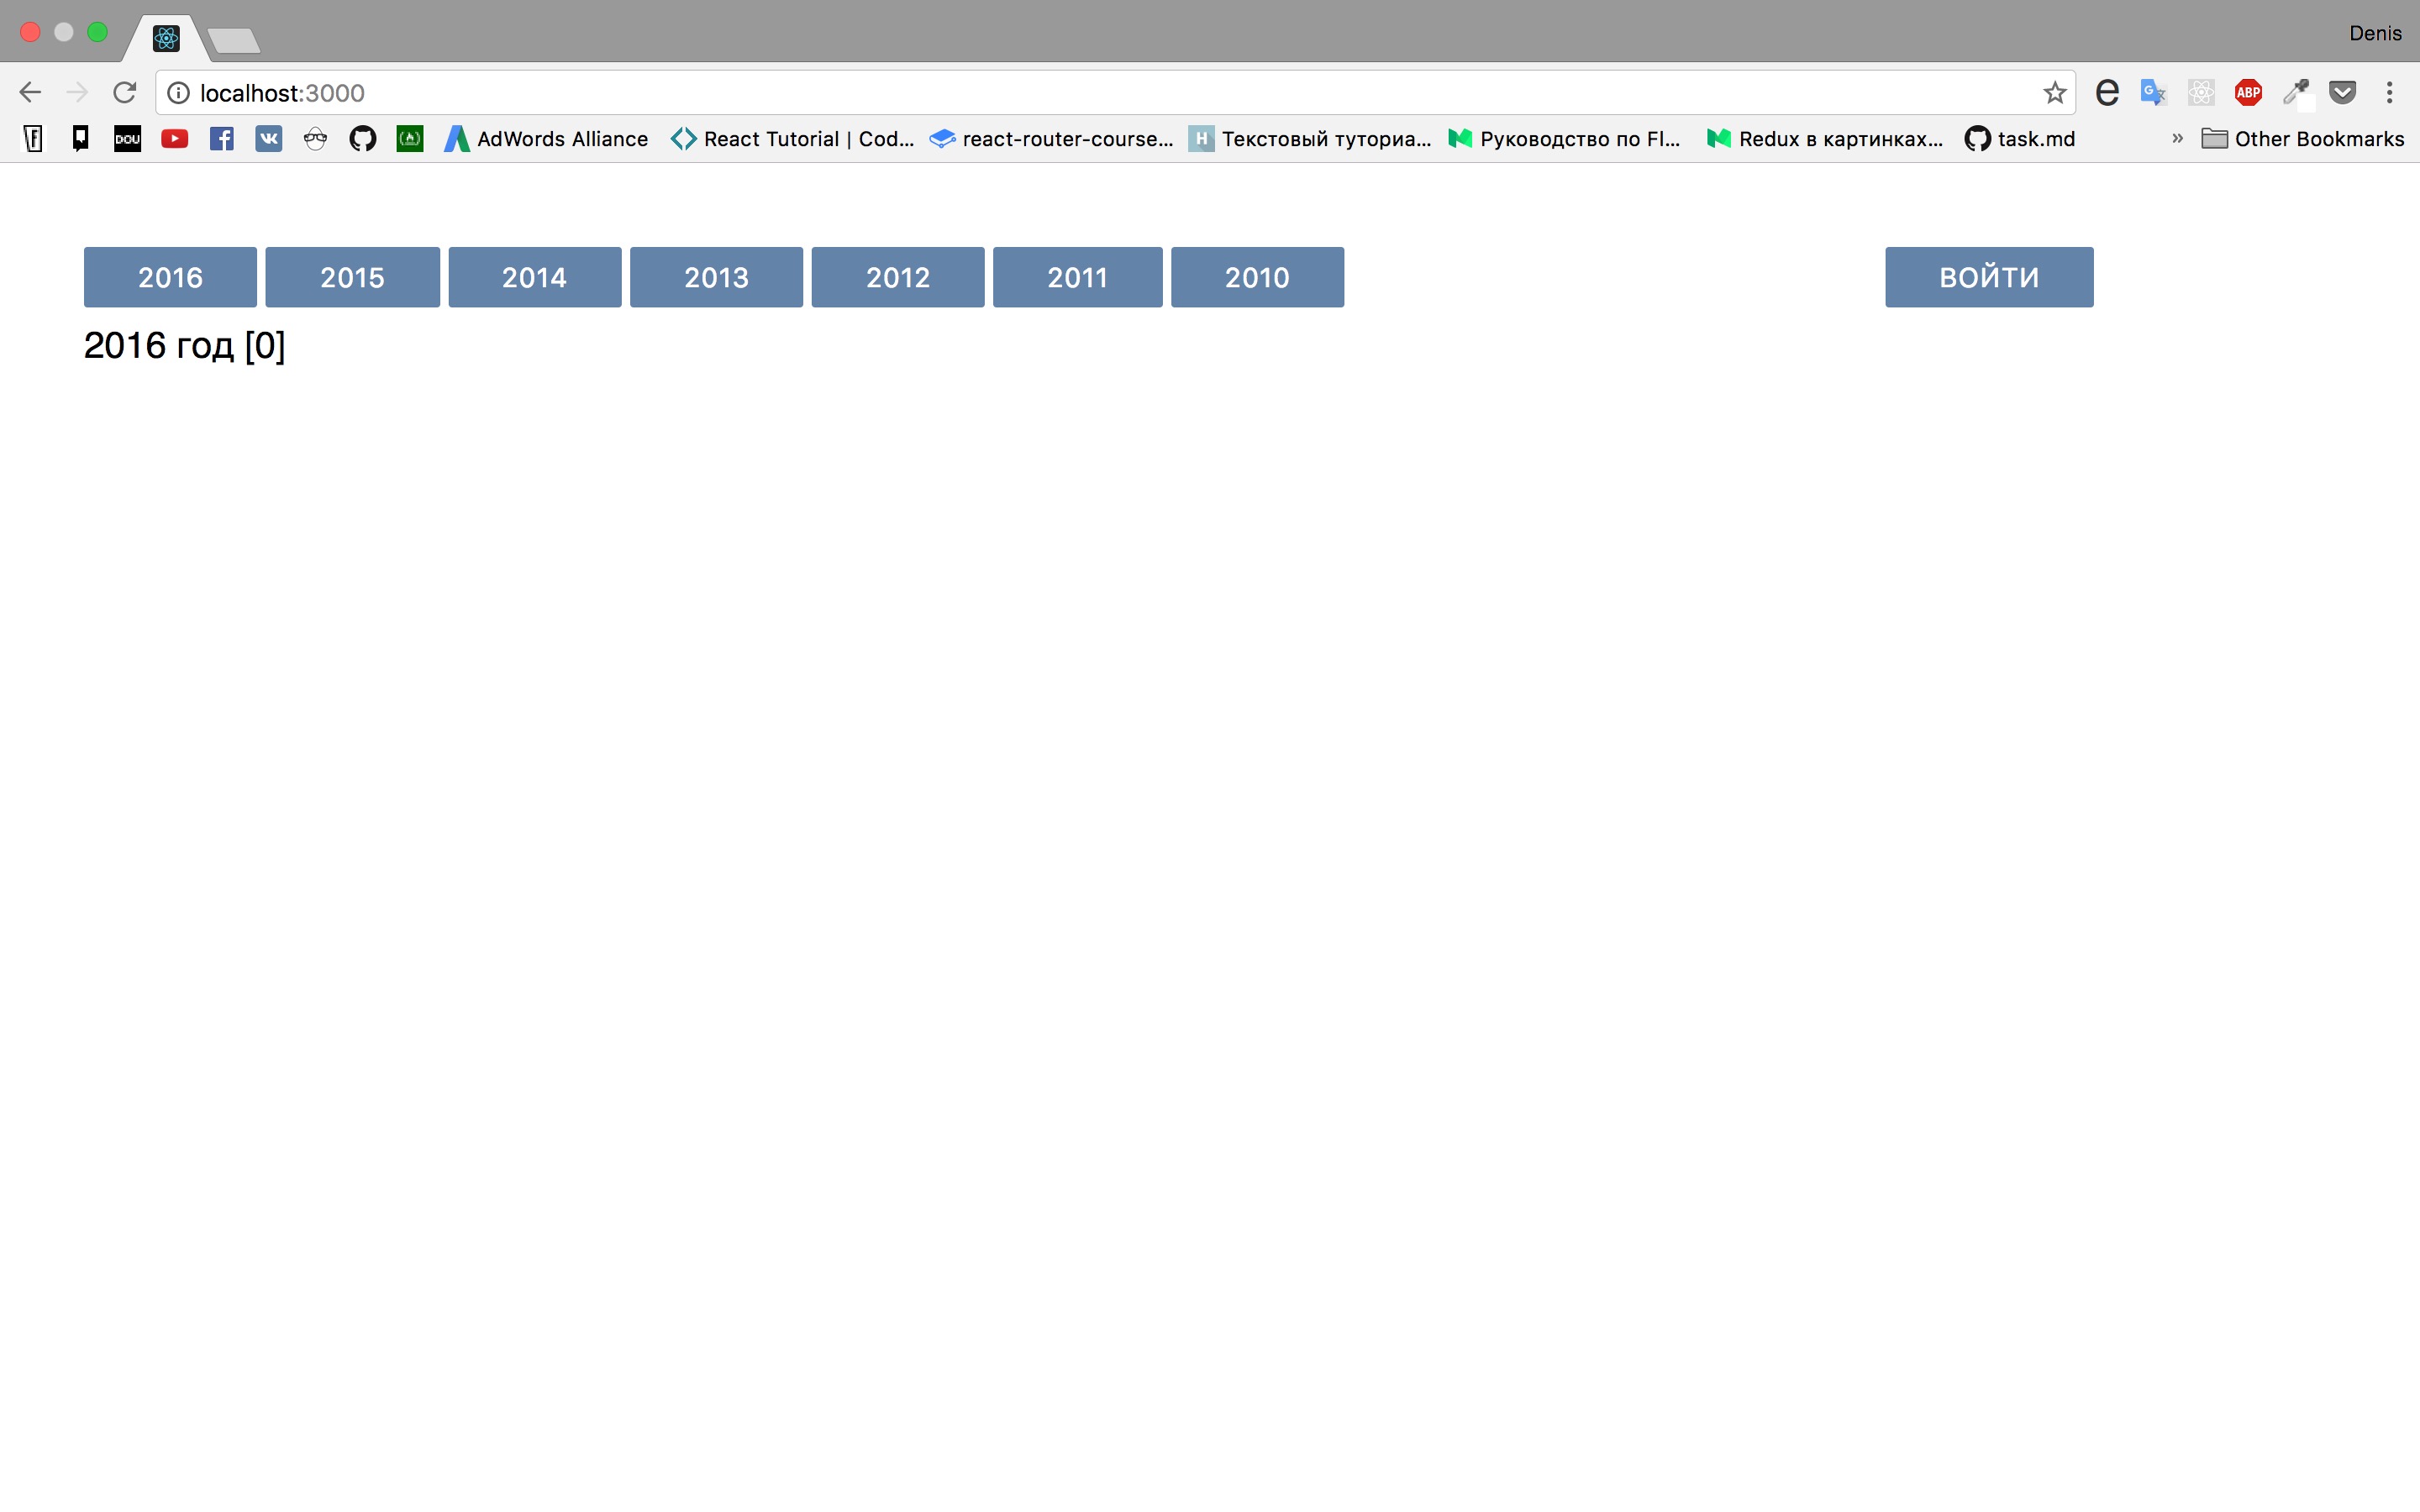 Denis
localhost:3000
ABP
DOU AdWords Alliance React Tutorial | Cod... react-router-course... H Текстовый туториа... Руководство по Fl... Redux в картинках... task.md » Other Bookmarks
2016 2015 2014 2013 2012 2011 2010 ВОЙТИ
2016 год [0]